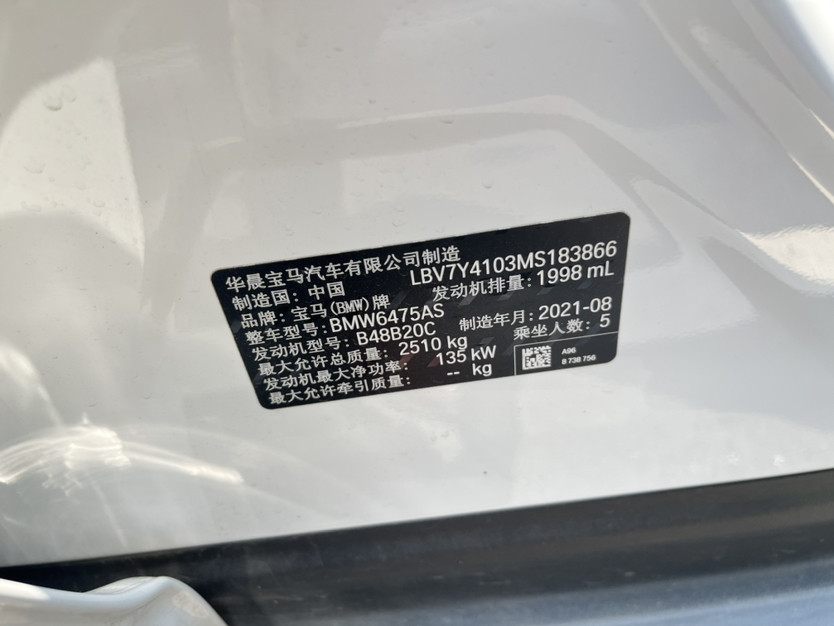 华晨宝马汽车有限公司制造
制造国：中国 LBV7Y4103MS183866
品牌：宝马(BMW)牌 发动机排量：1998 mL
整车型号：BMW6475AS
发动机型号：B48B20C 制造年月：2021-08
最大允许总质量：2510 kg 乘坐人数：5
发动机最大净功率：135 kW
最大允许牵引质量：-- kg
A96
8 738 756